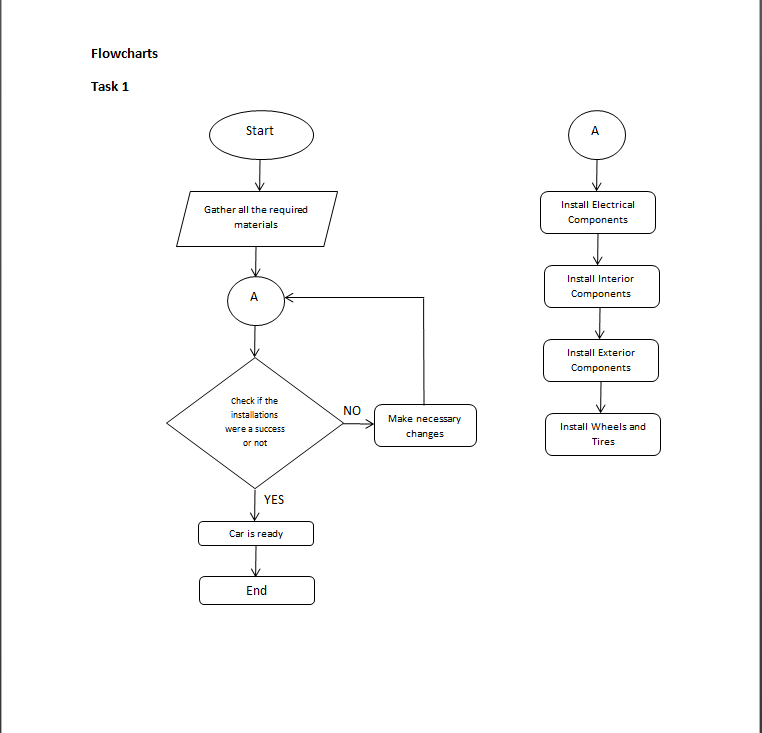 Flowcharts
Task 1
Start
Gather all the required
materials
A
Check if the
installations
were a success
or not
NO
Make necessary
changes
YES
Car is ready
End
A
Install Electrical
Components
Install Interior
Components
Install Exterior
Components
Install Wheels and
Tires